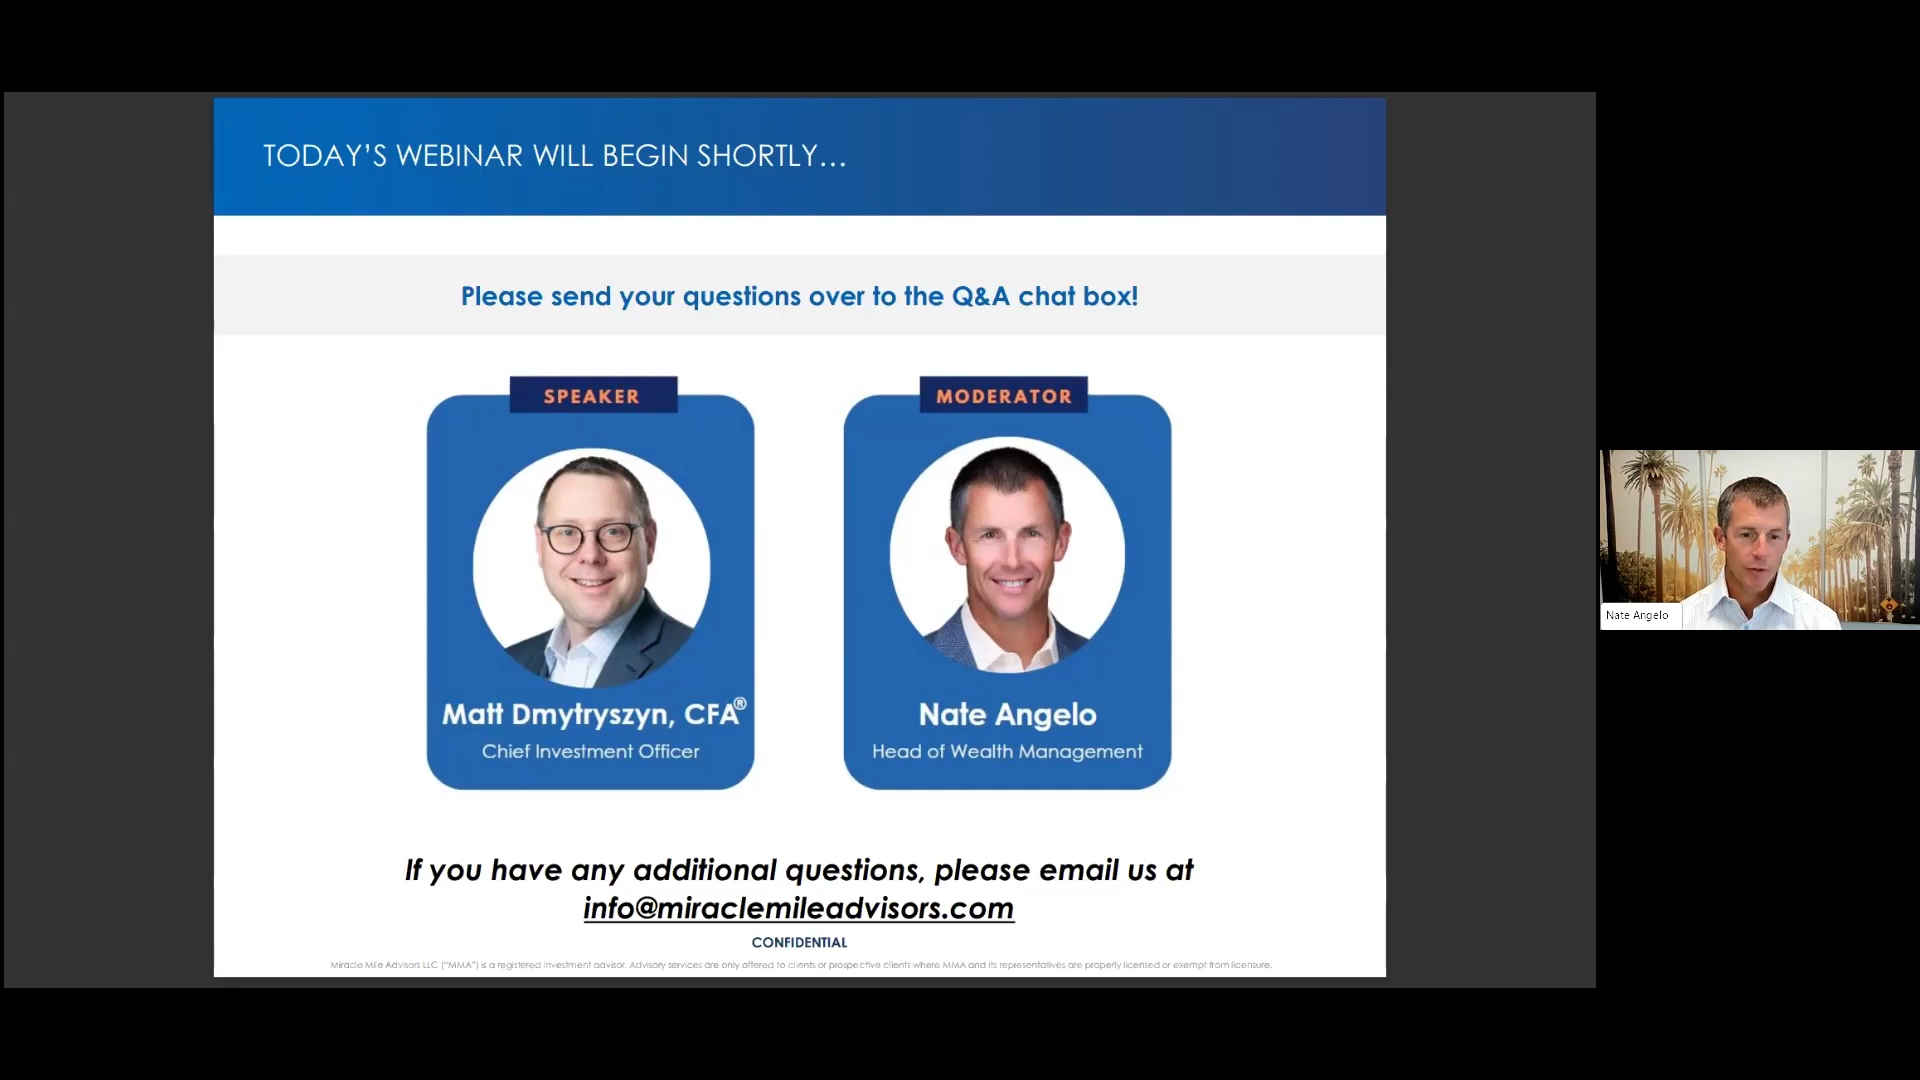 TODAY’S WEBINAR WILL BEGIN SHORTLY…
Please send your questions over to the Q&A chat box!
SPEAKER
Matt Dmytryszyn, CFA®
Chief Investment Officer
MODERATOR
Nate Angelo
Head of Wealth Management
If you have any additional questions, please email us at
info@miraclemileadvisors.com
CONFIDENTIAL
Miracle Mile Advisors LLC (“MMA”) is a registered investment advisor. Advisory services are only offered to clients or prospective clients where MMA and its representatives are properly licensed or exempt from licensure.
Nate Angelo